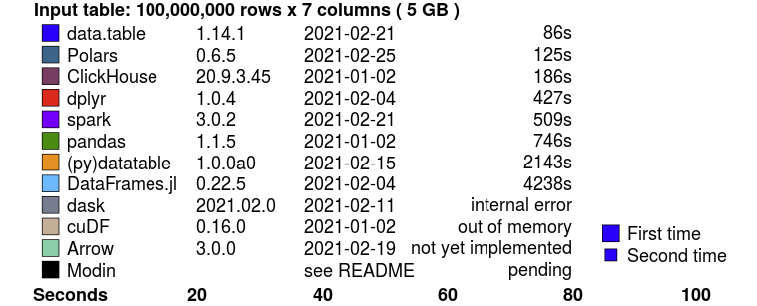 Input table: 100,000,000 rows x 7 columns ( 5 GB )
data.table 1.14.1 2021-02-21 86s
Polars 0.6.5 2021-02-25 125s
ClickHouse 20.9.3.45 2021-01-02 186s
dplyr 1.0.4 2021-02-04 427s
spark 3.0.2 2021-02-21 509s
pandas 1.1.5 2021-01-02 746s
(py)datatable 1.0.0a0 2021-02-15 2143s
DataFrames.jl 0.22.5 2021-02-04 4238s
dask 2021.02.0 2021-02-11 internal error
cuDF 0.16.0 2021-01-02 out of memory
First time
Arrow 3.0.0 2021-02-19 not yet implemented
Second time
Modin see README pending
Seconds 20 40 60 80 100